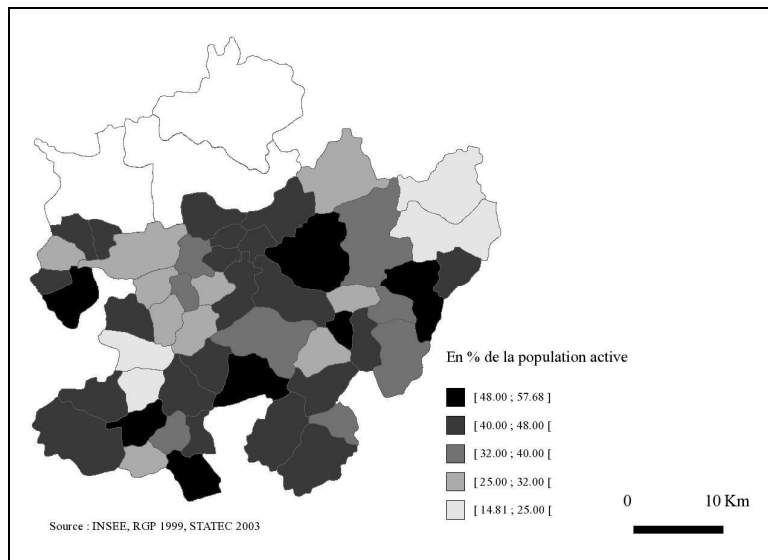 En % de la population active
[ 48.00 ; 57.68 ]
[ 40.00 ; 48.00 [
[ 32.00 ; 40.00 [
[ 25.00 ; 32.00 [
[ 14.81 ; 25.00 [
0 10 Km
Source : INSEE, RGP 1999, STATEC 2003